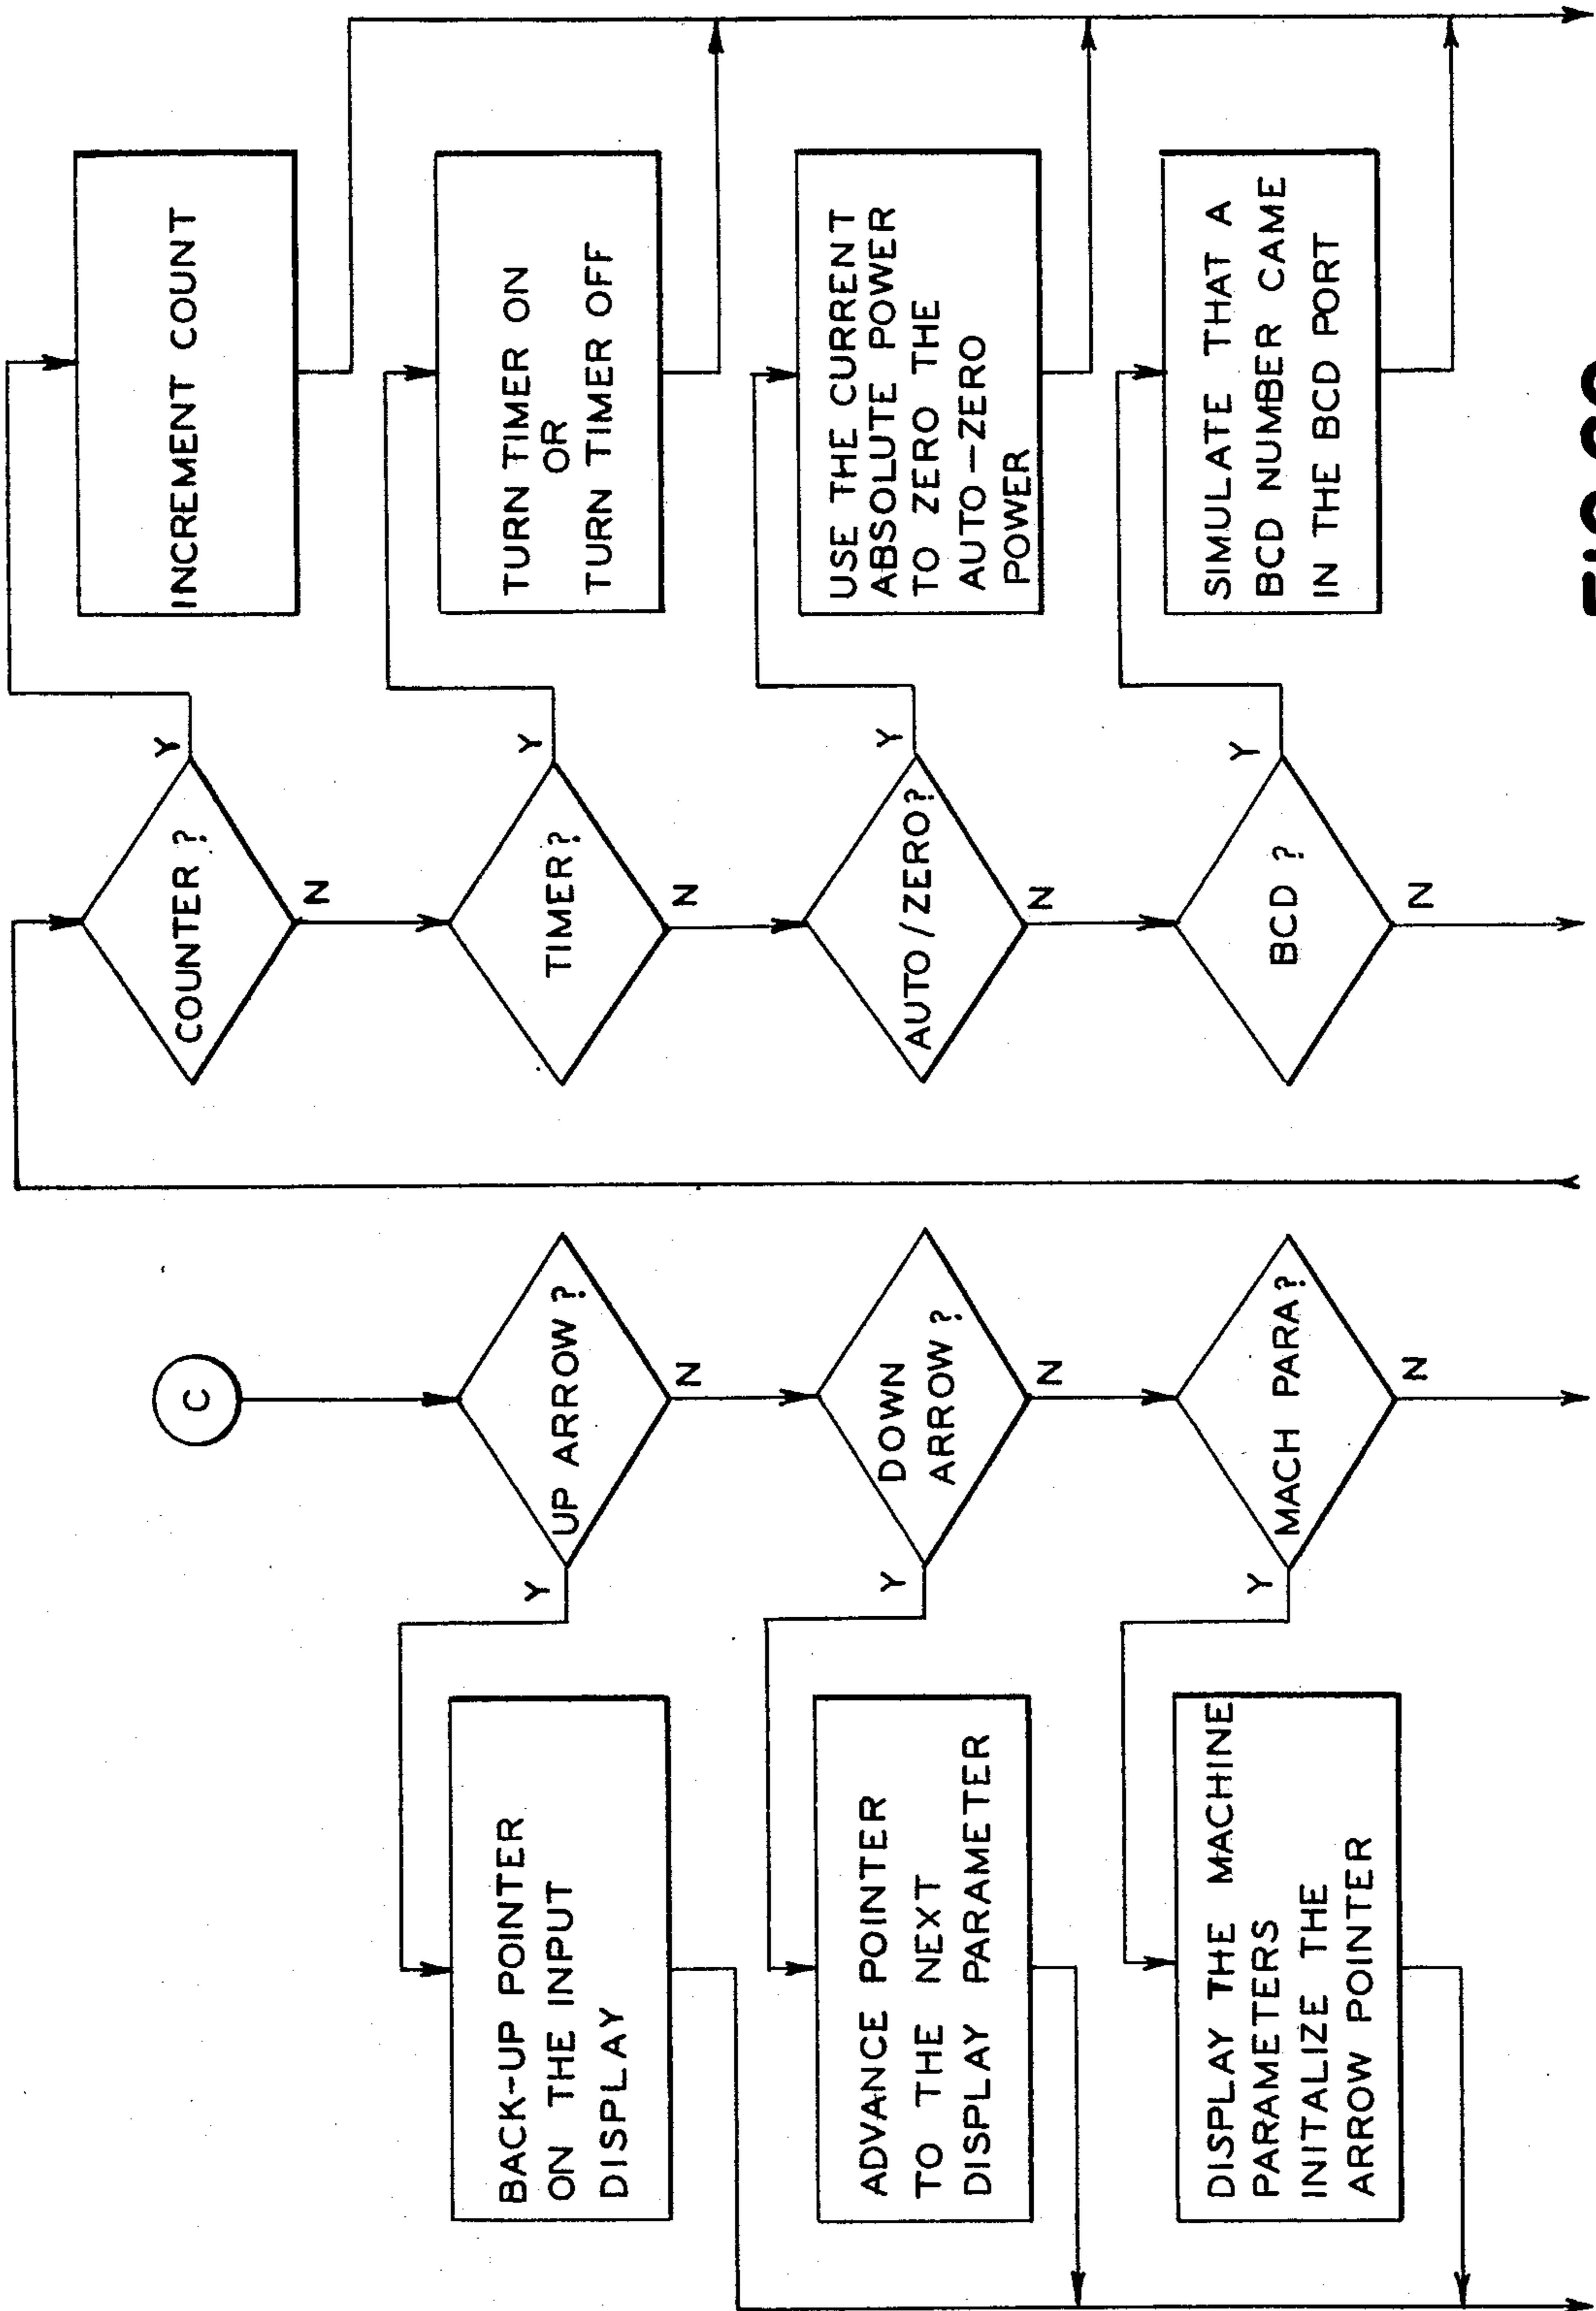 C
UP ARROW ?
Y
N
BACK-UP POINTER
ON THE INPUT
DISPLAY
DOWN
ARROW ?
Y
N
ADVANCE POINTER
TO THE NEXT
DISPLAY PARAMETER
MACH PARA?
Y
N
DISPLAY THE MACHINE
PARAMETERS
INITALIZE THE
ARROW POINTER
COUNTER ?
Y
N
INCREMENT COUNT
TIMER?
Y
N
TURN TIMER ON
OR
TURN TIMER OFF
AUTO/ZERO?
Y
N
USE THE CURRENT
ABSOLUTE POWER
TO ZERO THE
AUTO-ZERO
POWER
BCD ?
Y
N
SIMULATE THAT A
BCD NUMBER CAME
IN THE BCD PORT